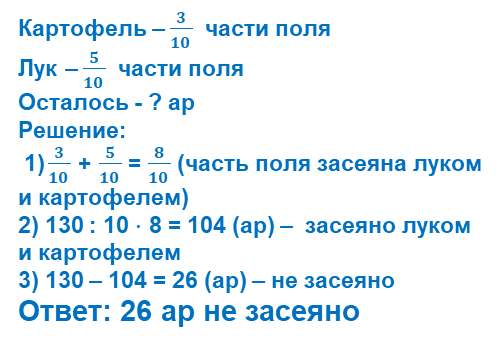 Картофель – 3/10 части поля
Лук – 5/10 части поля
Осталось - ? ар
Решение:
1) 3/10 + 5/10 = 8/10 (часть поля засеяна луком
и картофелем)
2) 130 : 10 · 8 = 104 (ар) – засеяно луком
и картофелем
3) 130 – 104 = 26 (ар) – не засеяно
Ответ: 26 ар не засеяно